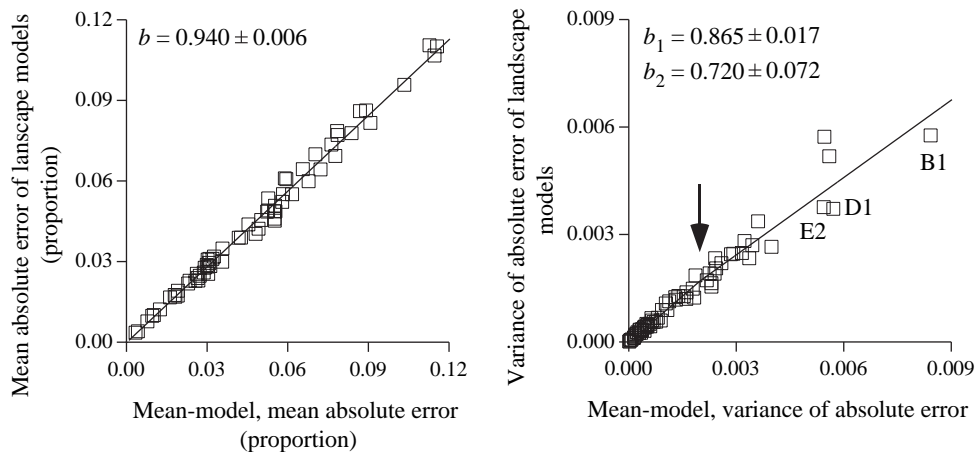 Mean absolute error of lanscape models
(proportion)
0.12
0.09
0.06
0.03
0.00
b = 0.940 ± 0.006
0.00
0.03
0.06
0.09
0.12
Mean-model, mean absolute error
(proportion)
Variance of absolute error of landscape
models
0.009
0.006
0.003
0.000
b1 = 0.865 ± 0.017
b2 = 0.720 ± 0.072
B1
D1
E2
0.000
0.003
0.006
0.009
Mean-model, variance of absolute error